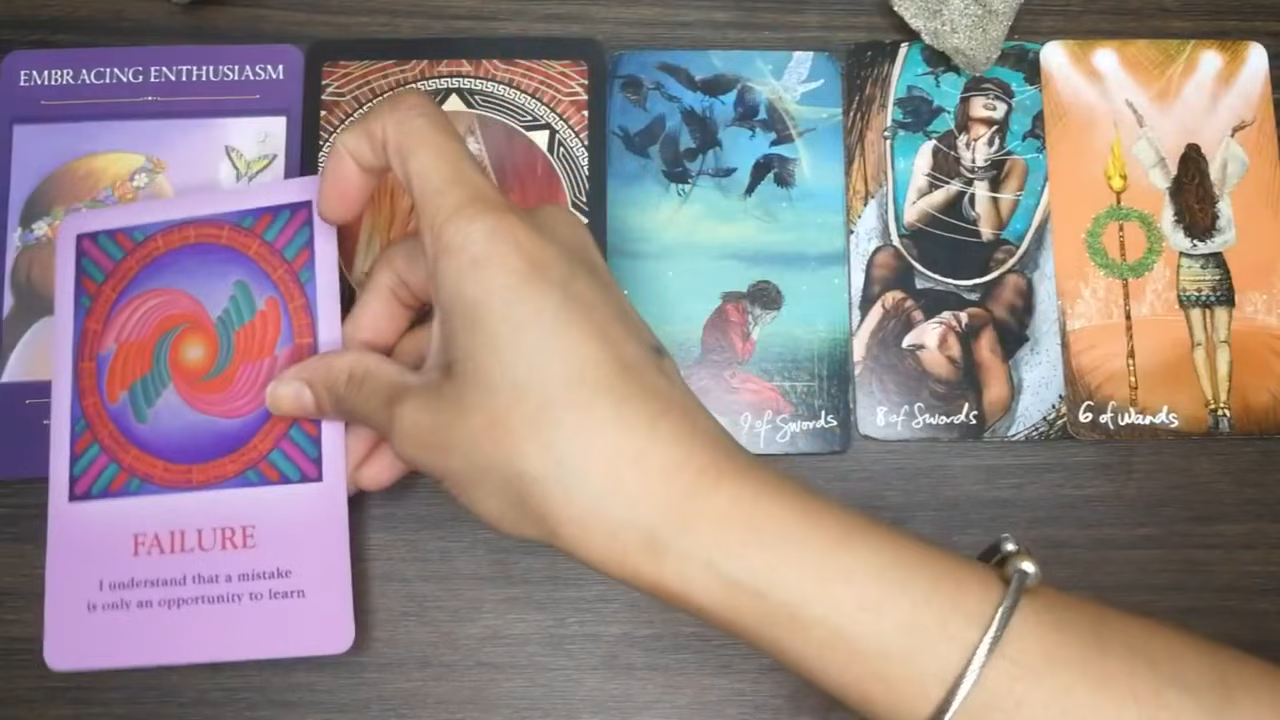 EMBRACING ENTHUSIASM
9 of Swords
8 of Swords
6 of Wands
FAILURE
I understand that a mistake
is only an opportunity to learn